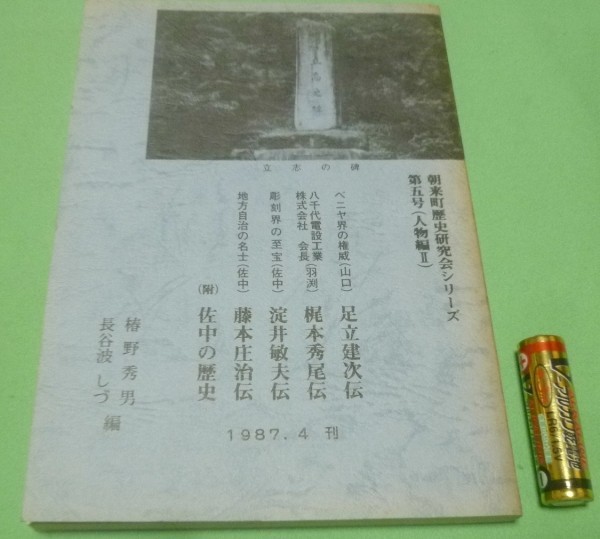 立志の碑
朝来町歴史研究会シリーズ
第五号(人物編Ⅱ)
ベニヤ界の権威(山口) 足立建次伝
八千代電設工業(羽渕)
株式会社 会長 梶本秀尾伝
彫刻界の至宝(佐中) 淀井敏夫伝
地方自治の名士(佐中) 藤本庄治伝
(附) 佐中の歴史
椿野秀男
長谷波しづ 編
1987.4 刊
LR6 1.5V